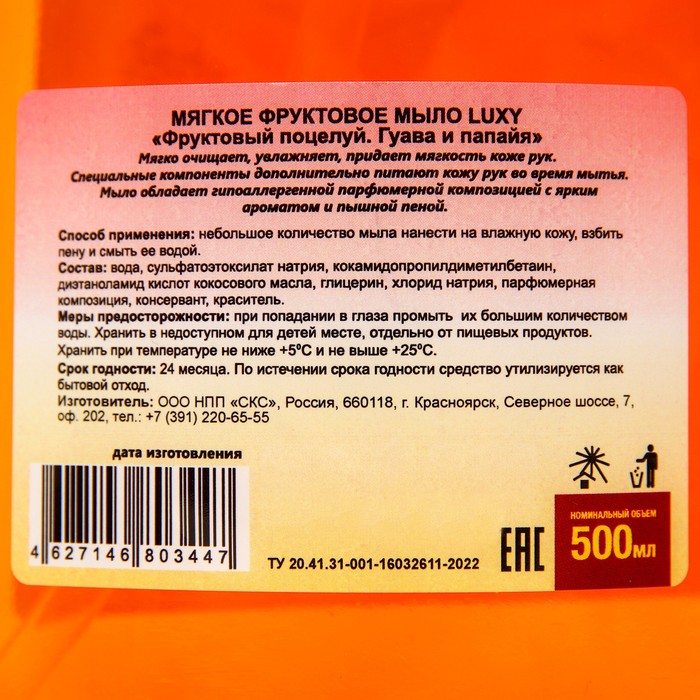 МЯГКОЕ ФРУКТОВОЕ МЫЛО LUXY
«Фруктовый поцелуй. Гуава и папайя»
Мягко очищает, увлажняет, придает мягкость коже рук.
Специальные компоненты дополнительно питают кожу рук во время мытья.
Мыло обладает гипоаллергенной парфюмерной композицией с ярким
ароматом и пышной пеной.
Способ применения: небольшое количество мыла нанести на влажную кожу, взбить
пену и смыть ее водой.
Состав: вода, сульфатоэтоксилат натрия, кокамидопропилдиметилбетаин,
диэтаноламид кислот кокосового масла, глицерин, хлорид натрия, парфюмерная
композиция, консервант, краситель.
Меры предосторожности: при попадании в глаза промыть их большим количеством
воды. Хранить в недоступном для детей месте, отдельно от пищевых продуктов.
Хранить при температуре не ниже +5ºС и не выше +25ºС.
Срок годности: 24 месяца. По истечении срока годности средство утилизируется как
бытовой отход.
Изготовитель: ООО НПП «СКС», Россия, 660118, г. Красноярск, Северное шоссе, 7,
оф. 202, тел.: +7 (391) 220-65-55
дата изготовления
4 627146 803447
ТУ 20.41.31-001-16032611-2022
ЕАС
НОМИНАЛЬНЫЙ ОБЪЕМ
500мл